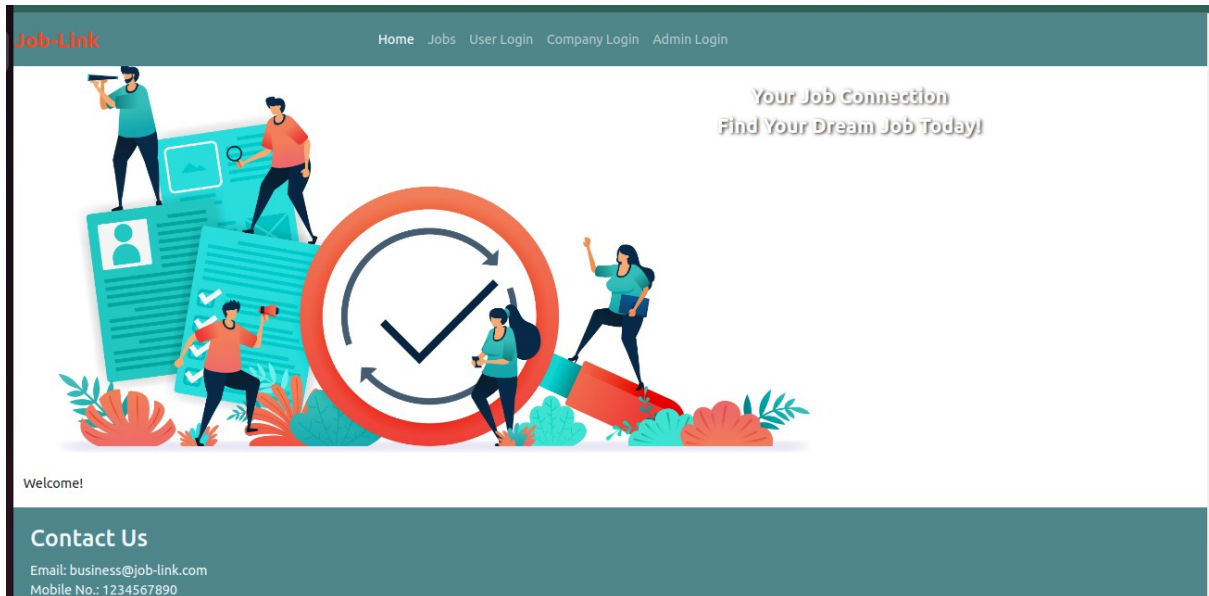 Job-Link
Home Jobs User Login Company Login Admin Login
Your Job Connection
Find Your Dream Job Today!
Welcome!
Contact Us
Email: business@job-link.com
Mobile No.: 1234567890